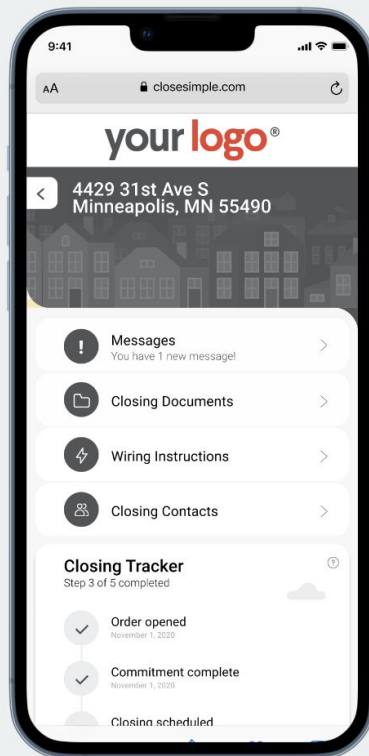 9:41
AA
closesimple.com
your logo®
4429 31st Ave S
Minneapolis, MN 55490
Messages
You have 1 new message!
Closing Documents
Wiring Instructions
Closing Contacts
Closing Tracker
Step 3 of 5 completed
Order opened
November 1, 2020
Commitment complete
November 1, 2020
Closing scheduled